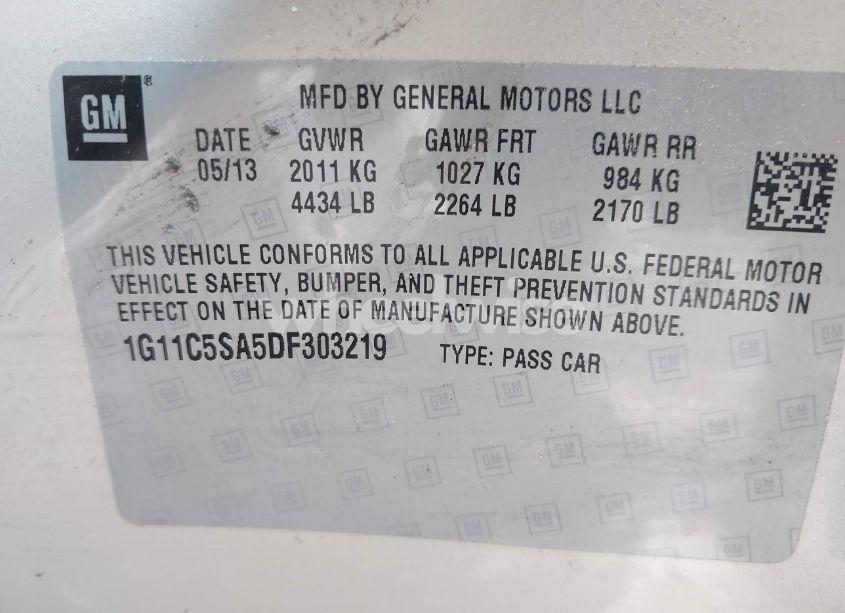 GM®
MFD BY GENERAL MOTORS LLC
DATE GVWR GAWR FRT GAWR RR
05/13 2011 KG 1027 KG 984 KG
4434 LB 2264 LB 2170 LB
THIS VEHICLE CONFORMS TO ALL APPLICABLE U.S. FEDERAL MOTOR
VEHICLE SAFETY, BUMPER, AND THEFT PREVENTION STANDARDS IN
EFFECT ON THE DATE OF MANUFACTURE SHOWN ABOVE.
1G11C5SA5DF303219 TYPE: PASS CAR